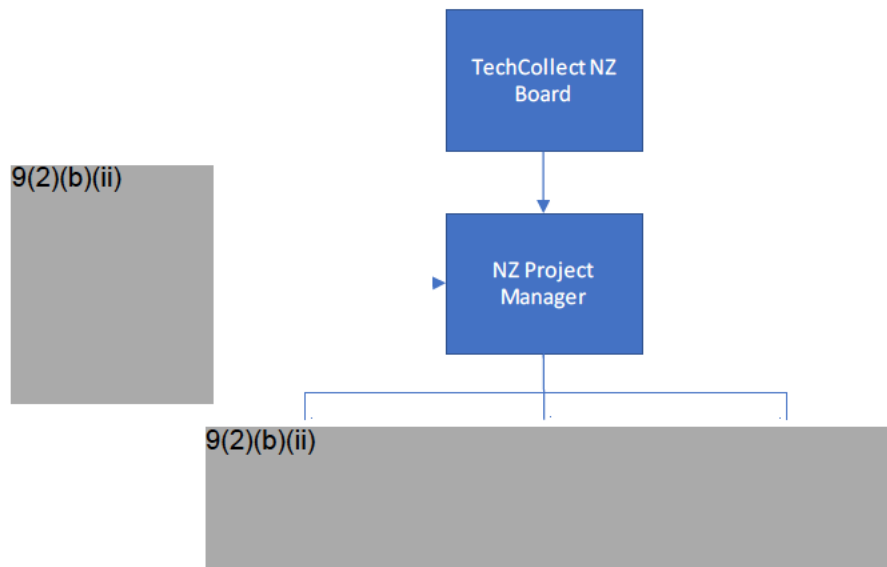 TechCollect NZ
Board
9(2)(b)(ii)
NZ Project
Manager
9(2)(b)(ii)